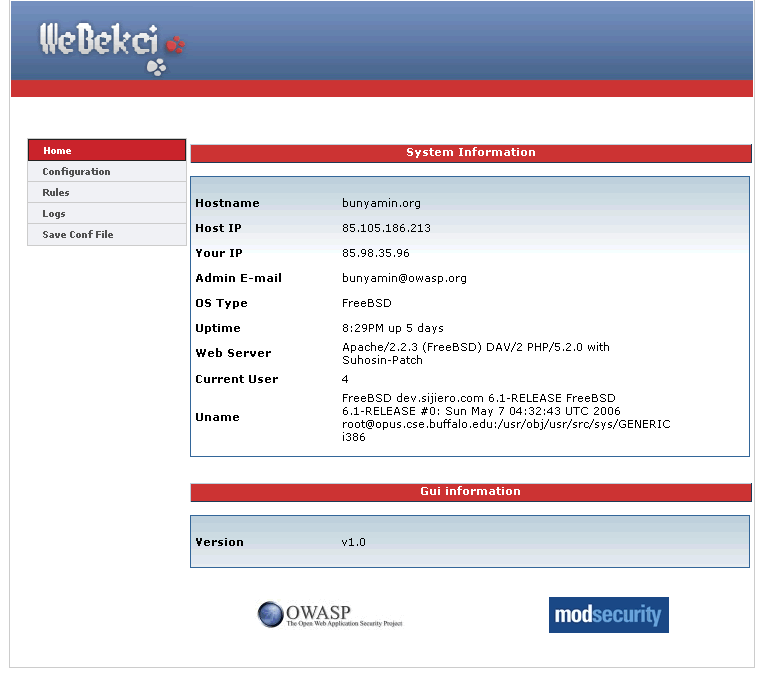 WeBekci
Home
Configuration
Rules
Logs
Save Conf File
System Information
Hostname bunyamin.org
Host IP 85.105.186.213
Your IP 85.98.35.96
Admin E-mail bunyamin@owasp.org
OS Type FreeBSD
Uptime 8:29PM up 5 days
Web Server Apache/2.2.3 (FreeBSD) DAV/2 PHP/5.2.0 with
Suhosin-Patch
Current User 4
Uname FreeBSD dev.sijiero.com 6.1-RELEASE FreeBSD
6.1-RELEASE #0: Sun May 7 04:32:43 UTC 2006
root@opus.cse.buffalo.edu:/usr/obj/usr/src/sys/GENERIC
i386
Gui information
Version v1.0
OWASP
The Open Web Application Security Project
modsecurity